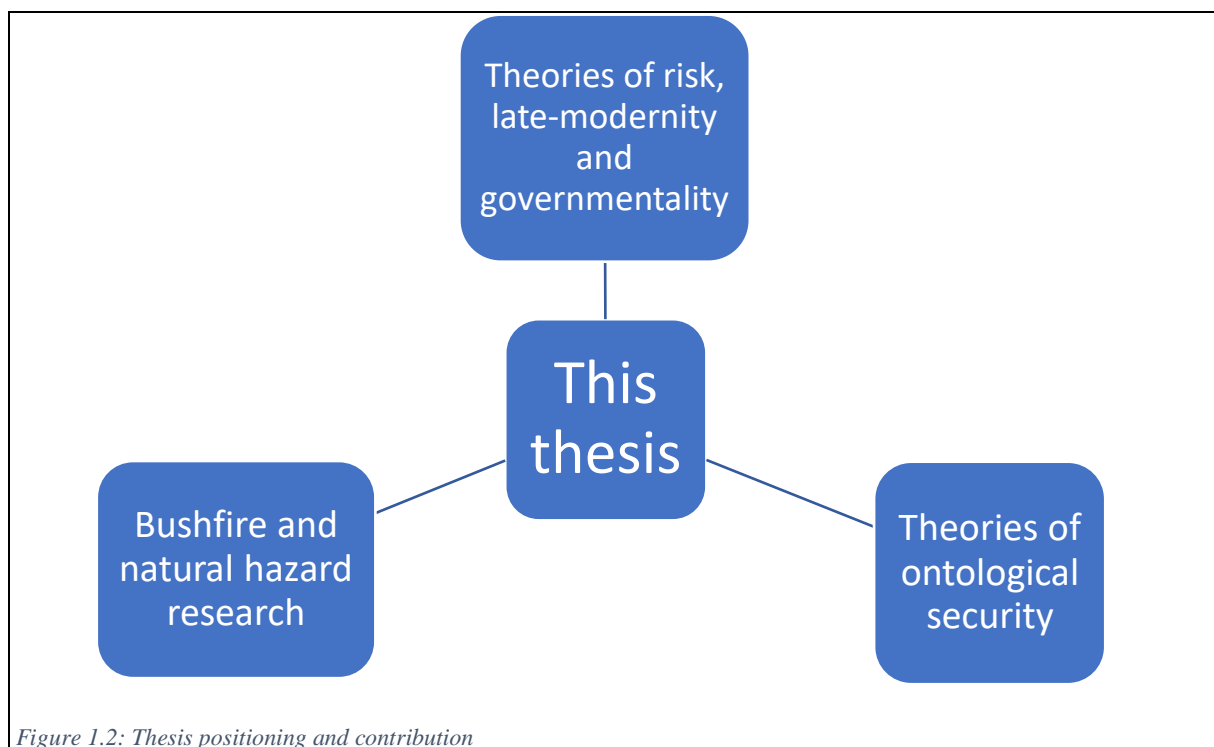 Theories of risk,
late-modernity
and
governmentality
This
thesis
Bushfire and
natural hazard
research
Theories of
ontological
security
Figure 1.2: Thesis positioning and contribution